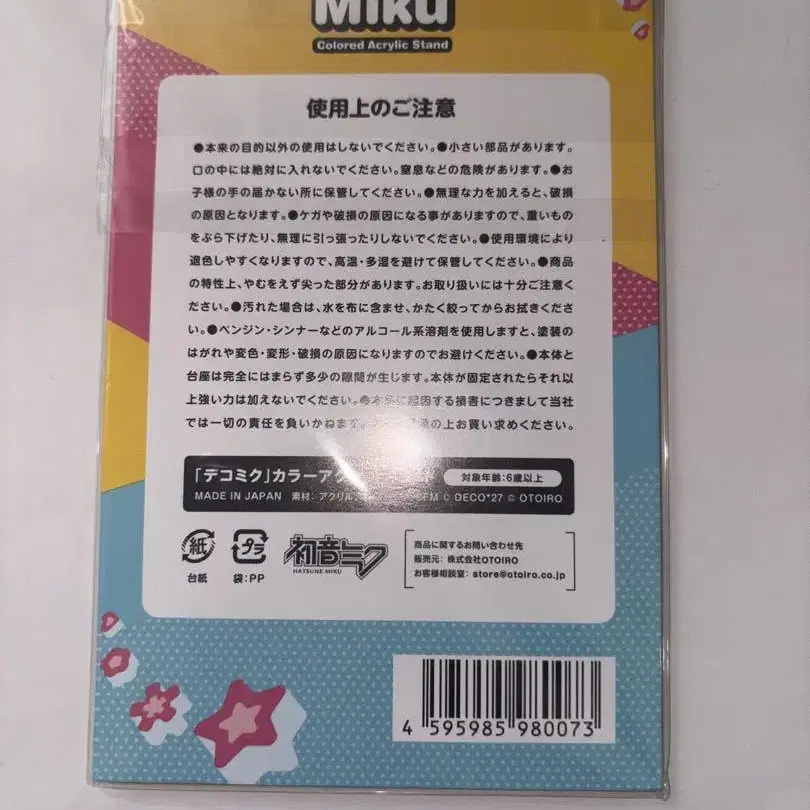 Miku
Colored Acrylic Stand
使用上のご注意
●本来の目的以外の使用はしないでください。●小さい部品があります。
口の中には絶対に入れないでください。窒息などの危険があります。●お
子様の手の届かない所に保管してください。●無理な力を加えると、破損
の原因となります。●ケガや破損の原因になる事がありますので、重いもの
をぶら下げたり、無理に引っ張ったりしないでください。●使用環境により
退色しやすくなりますので、高温・多湿を避けて保管してください。●商品
の特性上、やむをえず尖った部分があります。お取り扱いには十分ご注意く
ださい。●汚れた場合は、水を布に含ませ、かたく絞ってからお拭きくださ
い。●ベンジン・シンナーなどのアルコール系溶剤を使用しますと、塗装の
はがれや変色・変形・破損の原因になりますのでお避けください。●本体と
台座は完全にはまらず多少の隙間が生じます。本体が固定されたらそれ以
上強い力は加えないでください。●本品に起因する損害につきまして当社
では一切の責任を負いかねます。の上お買い求めください。
「デコミク」カラーアク 対象年齢:6歳以上
MADE IN JAPAN 素材: アクリル CFM © DECO*27 © OTOIRO
紙 プラ 初音ミク
HATSUNE MIKU
台紙 袋:PP
商品に関するお問い合わせ先
販売元: 株式会社OTOIRO
お客様相談室: store@otoiro.co.jp
4 595985 980073